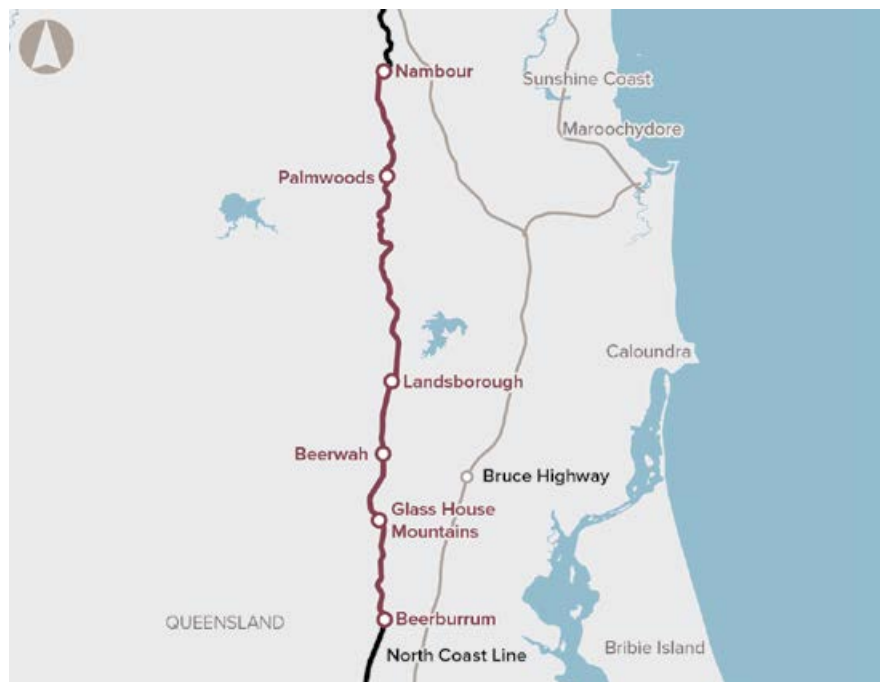 Nambour
Sunshine Coast
Maroochydore
Palmwoods
Caloundra
Landsborough
Beerwah
Bruce Highway
Glass House
Mountains
Beerburrum
QUEENSLAND
Bribie Island
North Coast Line